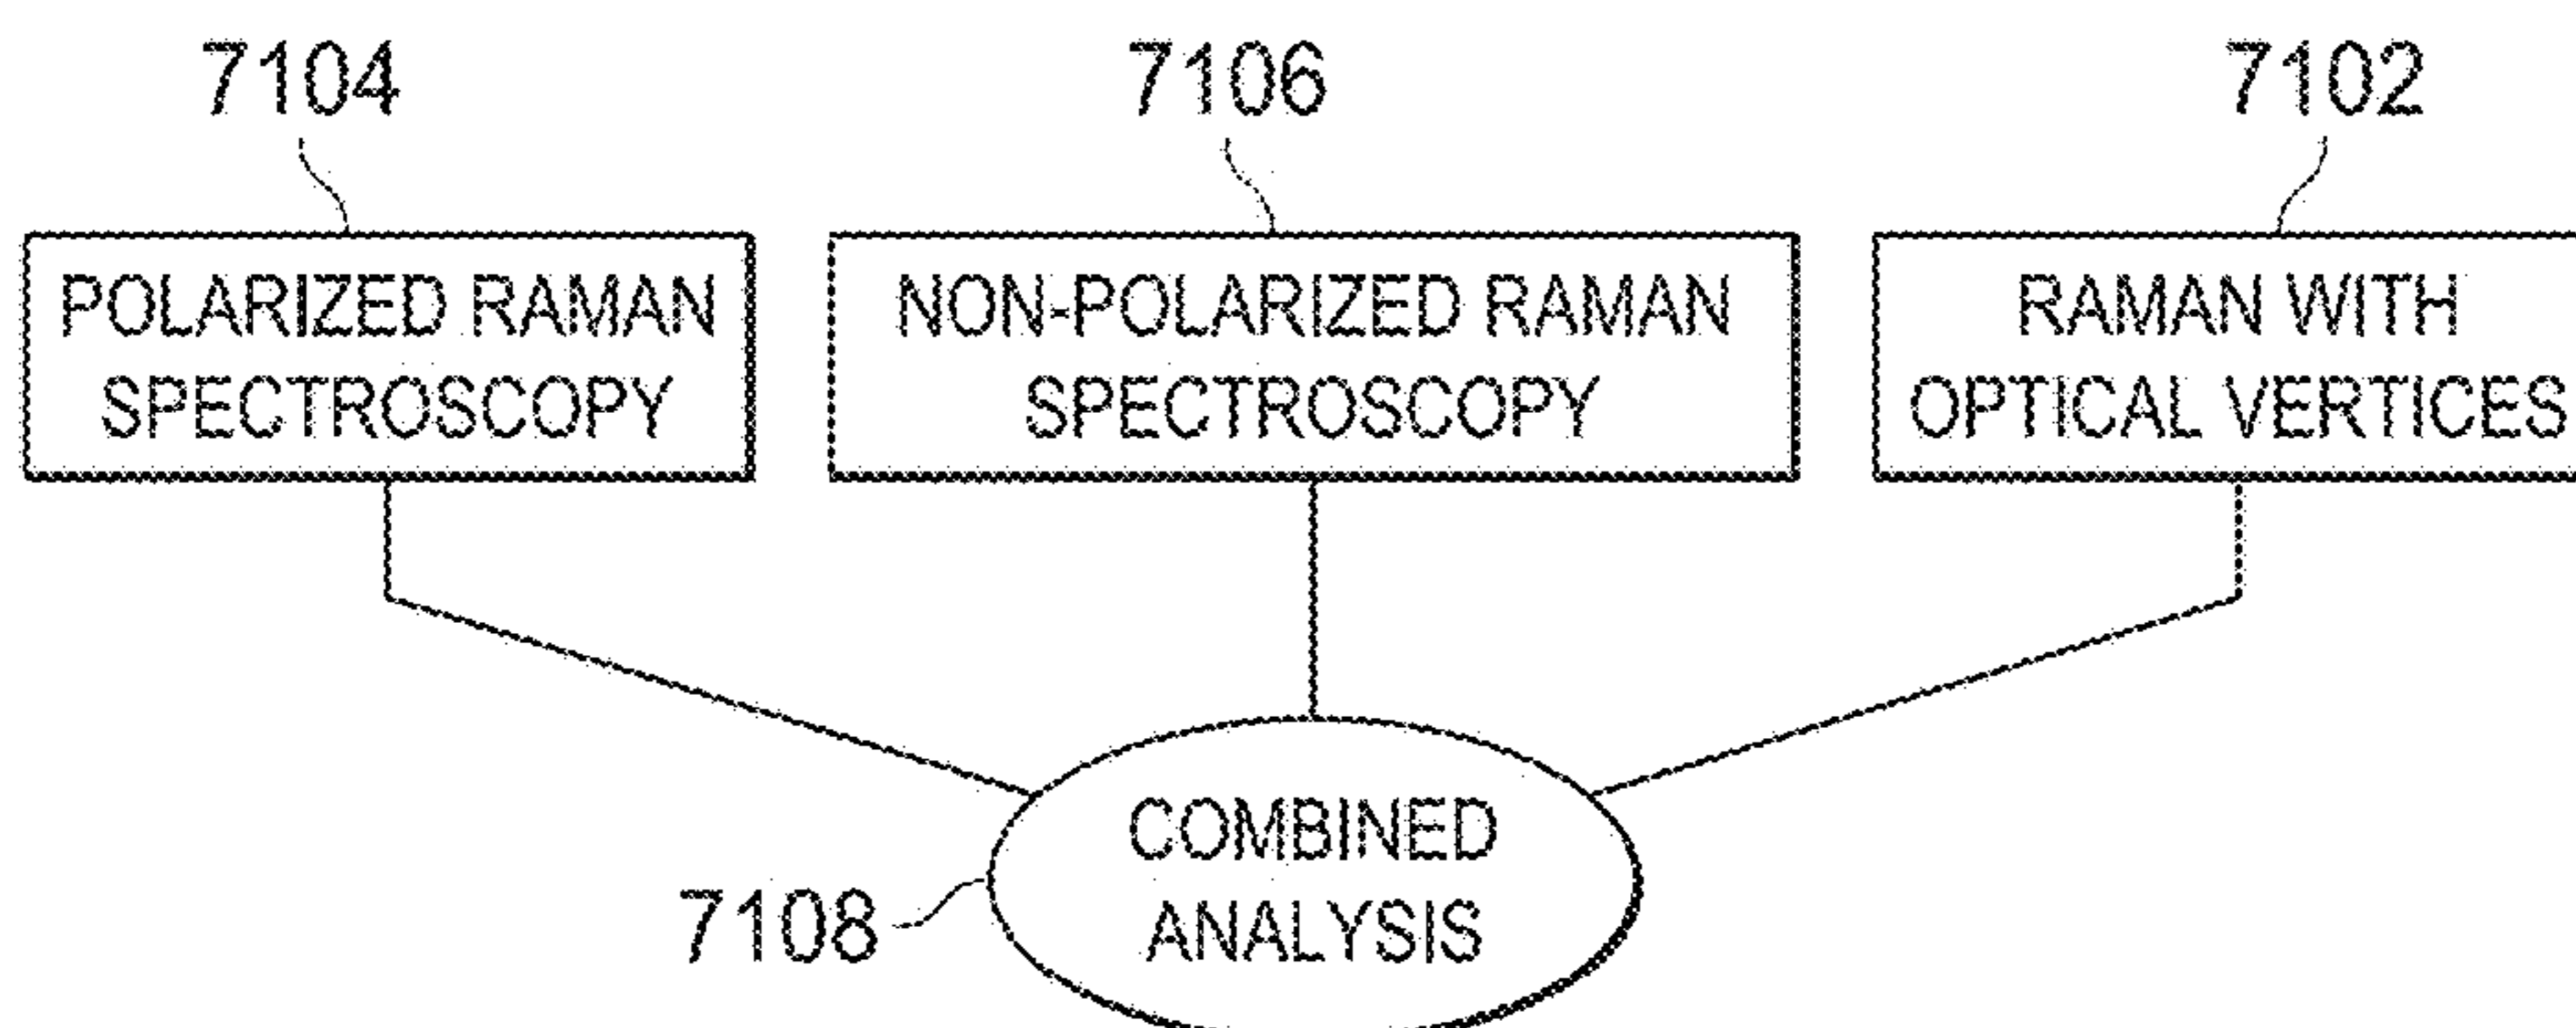 7104
7106
7102
POLARIZED RAMAN
SPECTROSCOPY
NON-POLARIZED RAMAN
SPECTROSCOPY
RAMAN WITH
OPTICAL VERTICES
COMBINED
ANALYSIS
7108